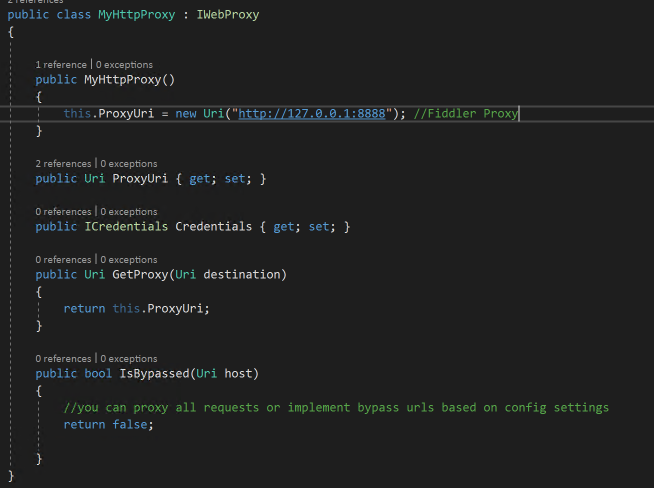 2 references
public class MyHttpProxy : IWebProxy
{
1 reference | 0 exceptions
public MyHttpProxy()
{
this.ProxyUri = new Uri("http://127.0.0.1:8888"); //Fiddler Proxy
}
2 references | 0 exceptions
public Uri ProxyUri { get; set; }
0 references | 0 exceptions
public ICredentials Credentials { get; set; }
0 references | 0 exceptions
public Uri GetProxy(Uri destination)
{
return this.ProxyUri;
}
0 references | 0 exceptions
public bool IsBypassed(Uri host)
{
//you can proxy all requests or implement bypass urls based on config settings
return false;
}
}